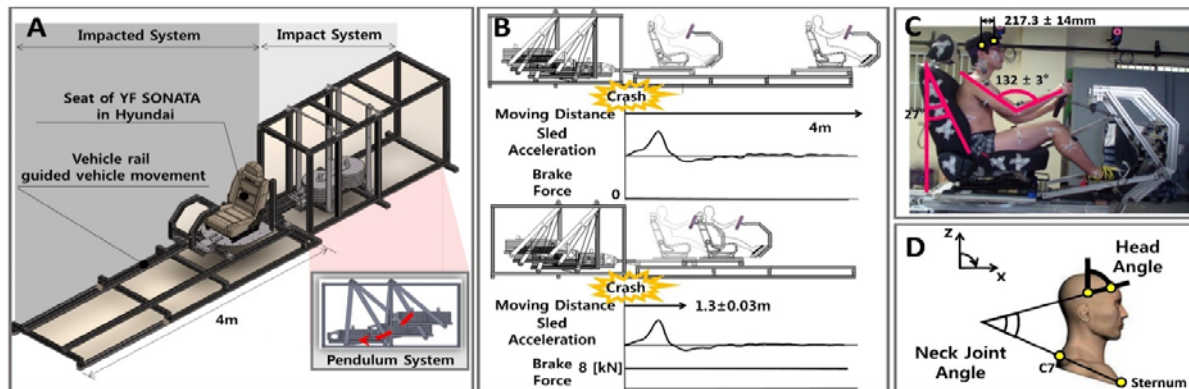 A
Impacted System
Impact System
Seat of YF SONATA
in Hyundai
Vehicle rail
guided vehicle movement
4m
Pendulum System
B
Crash
Moving Distance
4m
Sled
Acceleration
Brake
Force
0
Crash
Moving Distance
1.3±0.03m
Sled
Acceleration
Brake
Force
8 [kN]
C
217.3 ± 14mm
132 ± 3°
27°
D
Z
x
Head
Angle
Neck Joint
Angle
C7
Sternum